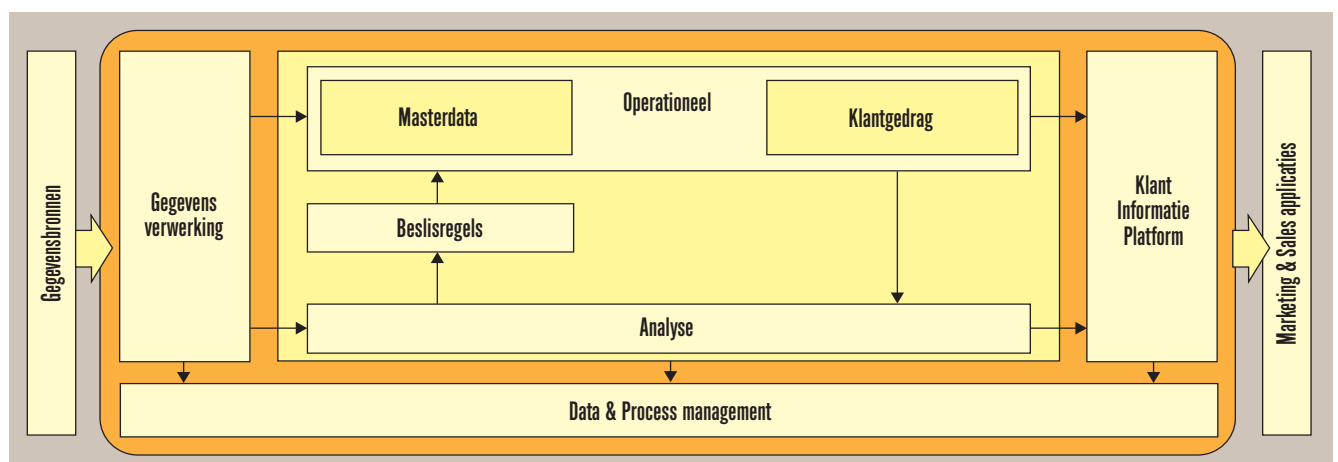 Gegevensbronnen
Gegevens
verwerking
Masterdata
Operationeel
Klantgedrag
Beslisregels
Analyse
Klant
Informatie
Platform
Marketing & Sales applicaties
Data & Process management